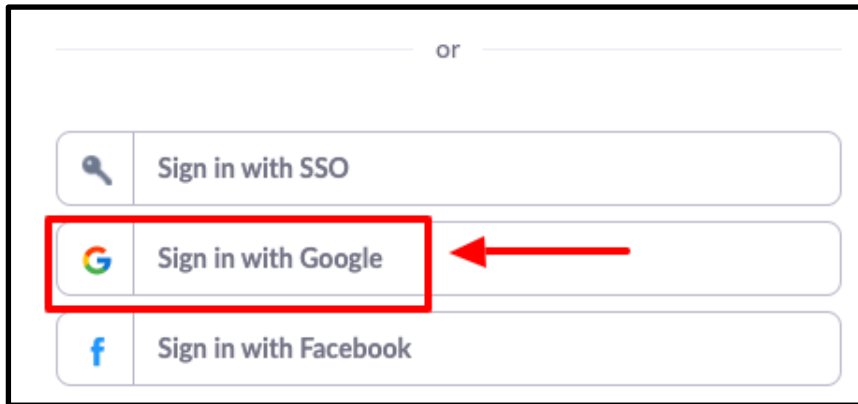 or
Sign in with SSO
Sign in with Google
Sign in with Facebook